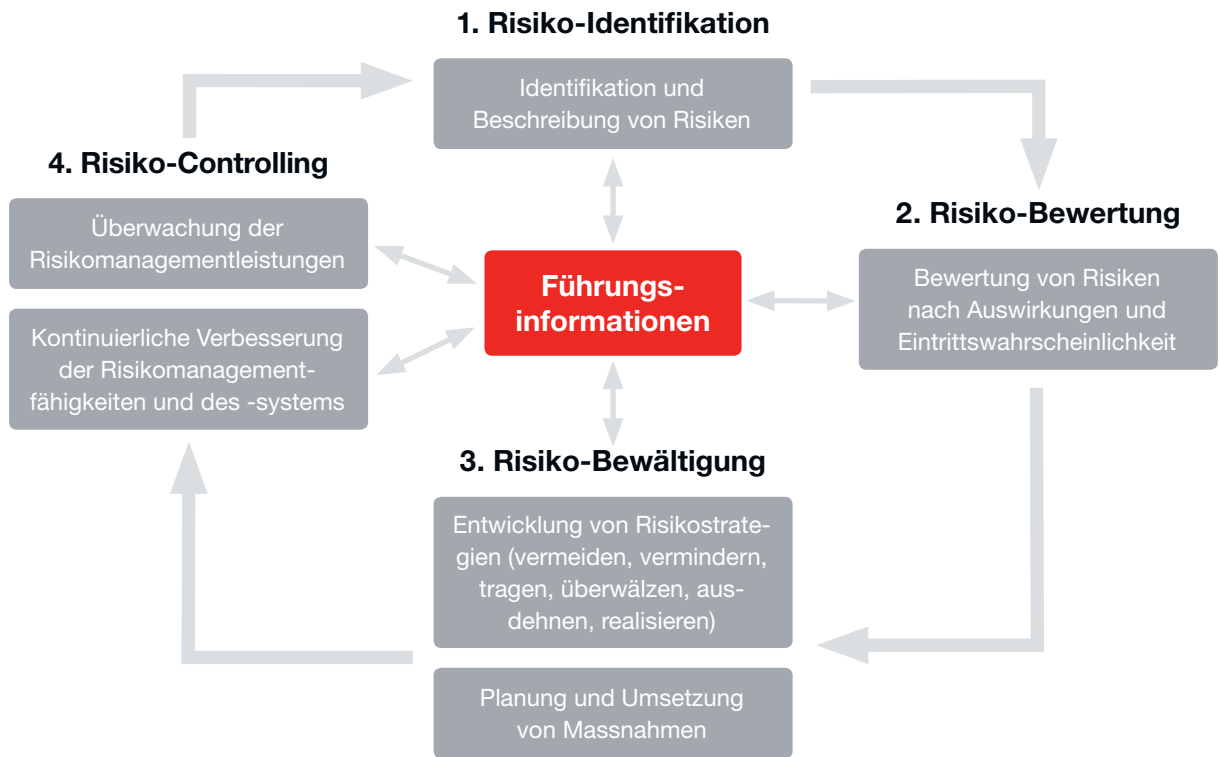 1. Risiko-Identifikation
Identifikation und
Beschreibung von Risiken
4. Risiko-Controlling
Überwachung der
Risikomanagementleistungen
Kontinuierliche Verbesserung
der Risikomanagement-
fähigkeiten und des -systems
Führungs-
informationen
2. Risiko-Bewertung
Bewertung von Risiken
nach Auswirkungen und
Eintrittswahrscheinlichkeit
3. Risiko-Bewältigung
Entwicklung von Risikostrate-
gien (vermeiden, vermindern,
tragen, überwälzen, aus-
dehnen, realisieren)
Planung und Umsetzung
von Massnahmen